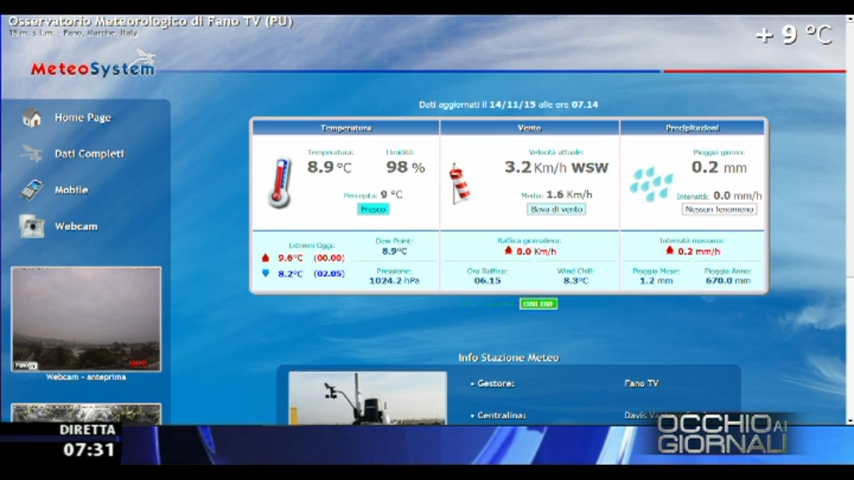 Osservatorio Meteorologico di Fano TV (PU)
18 m. s.l.m. - Fano, Marche, Italy
+ 9 °C
MeteoSystem
Dati aggiornati il 14/11/15 alle ore 07.14
Home Page
Dati Completi
Mobile
Webcam
Webcam - anteprima
Temperatura
Temperatura: Umidità:
8.9 °C 98 %
Percepita: 9 °C
Fresco
Estremi Oggi:
9.6°C (00.00)
8.2°C (02.05)
Dew Point:
8.9°C
Pressione:
1024.2 hPa
Vento
Velocità attuale:
3.2 Km/h WSW
Media: 1.6 Km/h
Bava di vento
Raffica giornaliera:
8.0 Km/h
Ora Raffica: Wind Chill:
06.15 8.3°C
Precipitazioni
Pioggia giorno:
0.2 mm
Intensità: 0.0 mm/h
Nessun fenomeno
Intensità massima:
0.2 mm/h
Pioggia Mese: Pioggia Anno:
1.2 mm 670.0 mm
ONLINE
Info Stazione Meteo
• Gestore: Fano TV
• Centralina: Davis
DIRETTA
07:31
OCCHIO AI
GIORNALI